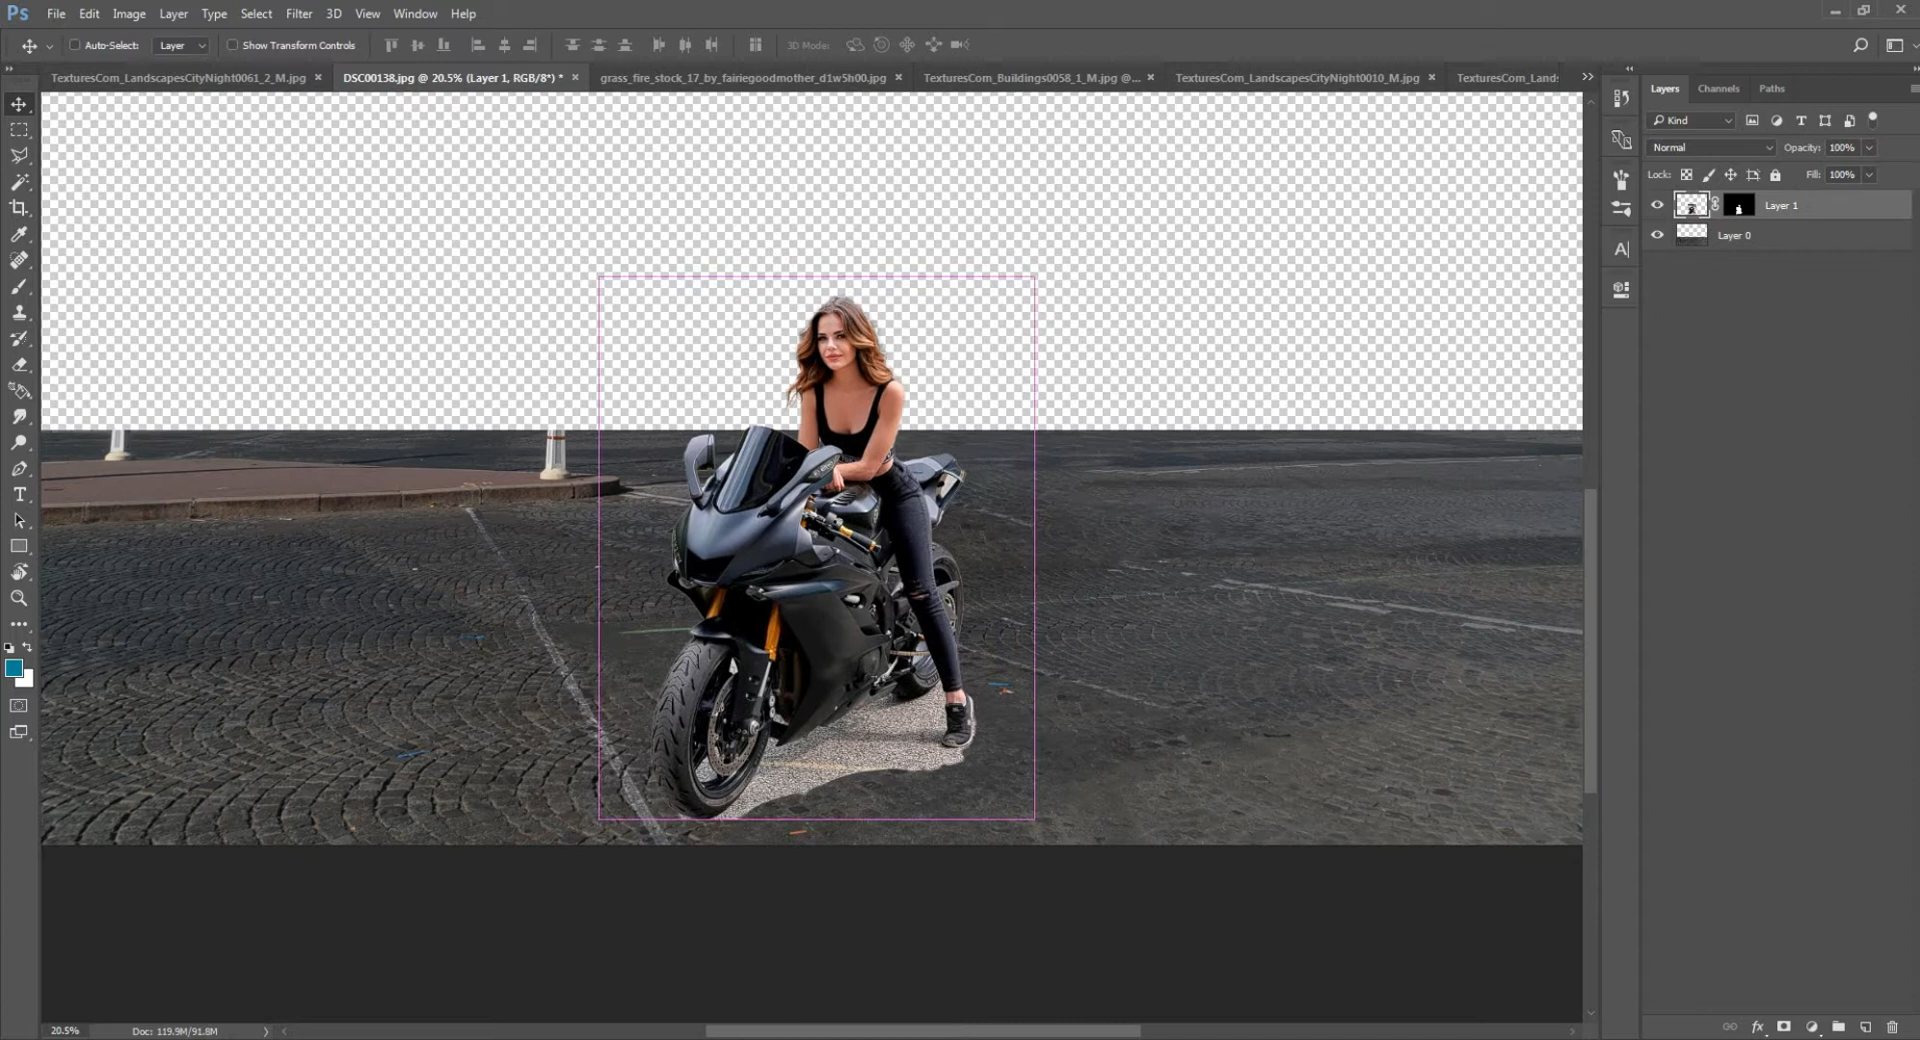 Ps File Edit Image Layer Type Select Filter 3D View Window Help
Auto-Select: Layer Show Transform Controls 3D Mode:
TexturesCom_LandscapesCityNight0061_2_M.jpg DSC00138.jpg @ 20.5% (Layer 1, RGB/8*) * grass_fire_stock_17_by_fairiegoodmother_d1w5h00.jpg TexturesCom_Buildings0058_1_M.jpg @... TexturesCom_LandscapesCityNight0010_M.jpg TexturesCom_Lands
Layers Channels Paths
Kind
Normal Opacity: 100%
Lock: Fill: 100%
Layer 1
Layer 0
20.5% Doc: 119.9M/91.8M
fx